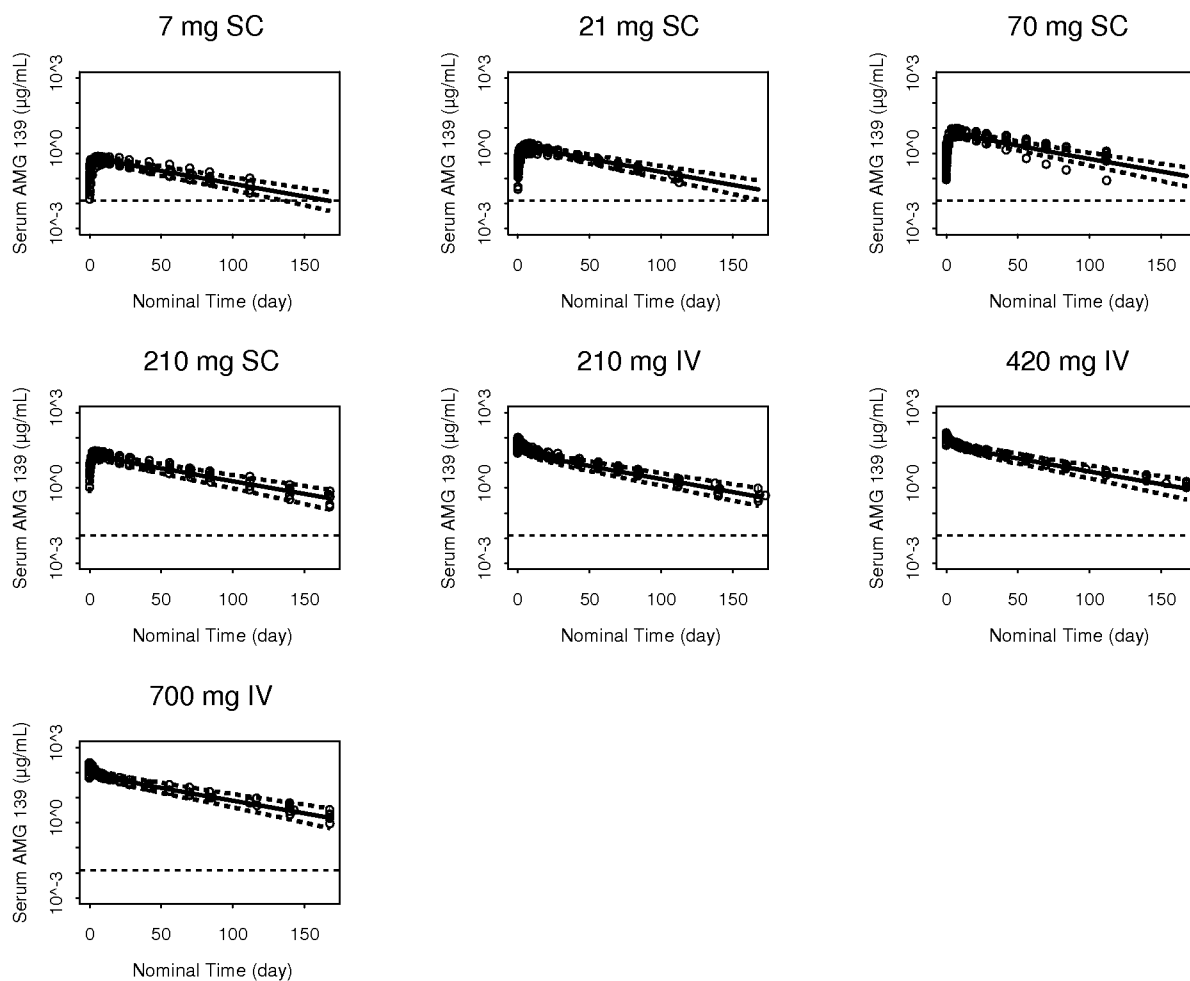 7 mg SC
21 mg SC
70 mg SC
Serum AMG 139 (µg/mL)
10^3
10^0
10^-3
0 50 100 150
Nominal Time (day)
Serum AMG 139 (µg/mL)
10^3
10^0
10^-3
0 50 100 150
Nominal Time (day)
Serum AMG 139 (µg/mL)
10^3
10^0
10^-3
0 50 100 150
Nominal Time (day)
210 mg SC
210 mg IV
420 mg IV
Serum AMG 139 (µg/mL)
10^3
10^0
10^-3
0 50 100 150
Nominal Time (day)
Serum AMG 139 (µg/mL)
10^3
10^0
10^-3
0 50 100 150
Nominal Time (day)
Serum AMG 139 (µg/mL)
10^3
10^0
10^-3
0 50 100 150
Nominal Time (day)
700 mg IV
Serum AMG 139 (µg/mL)
10^3
10^0
10^-3
0 50 100 150
Nominal Time (day)